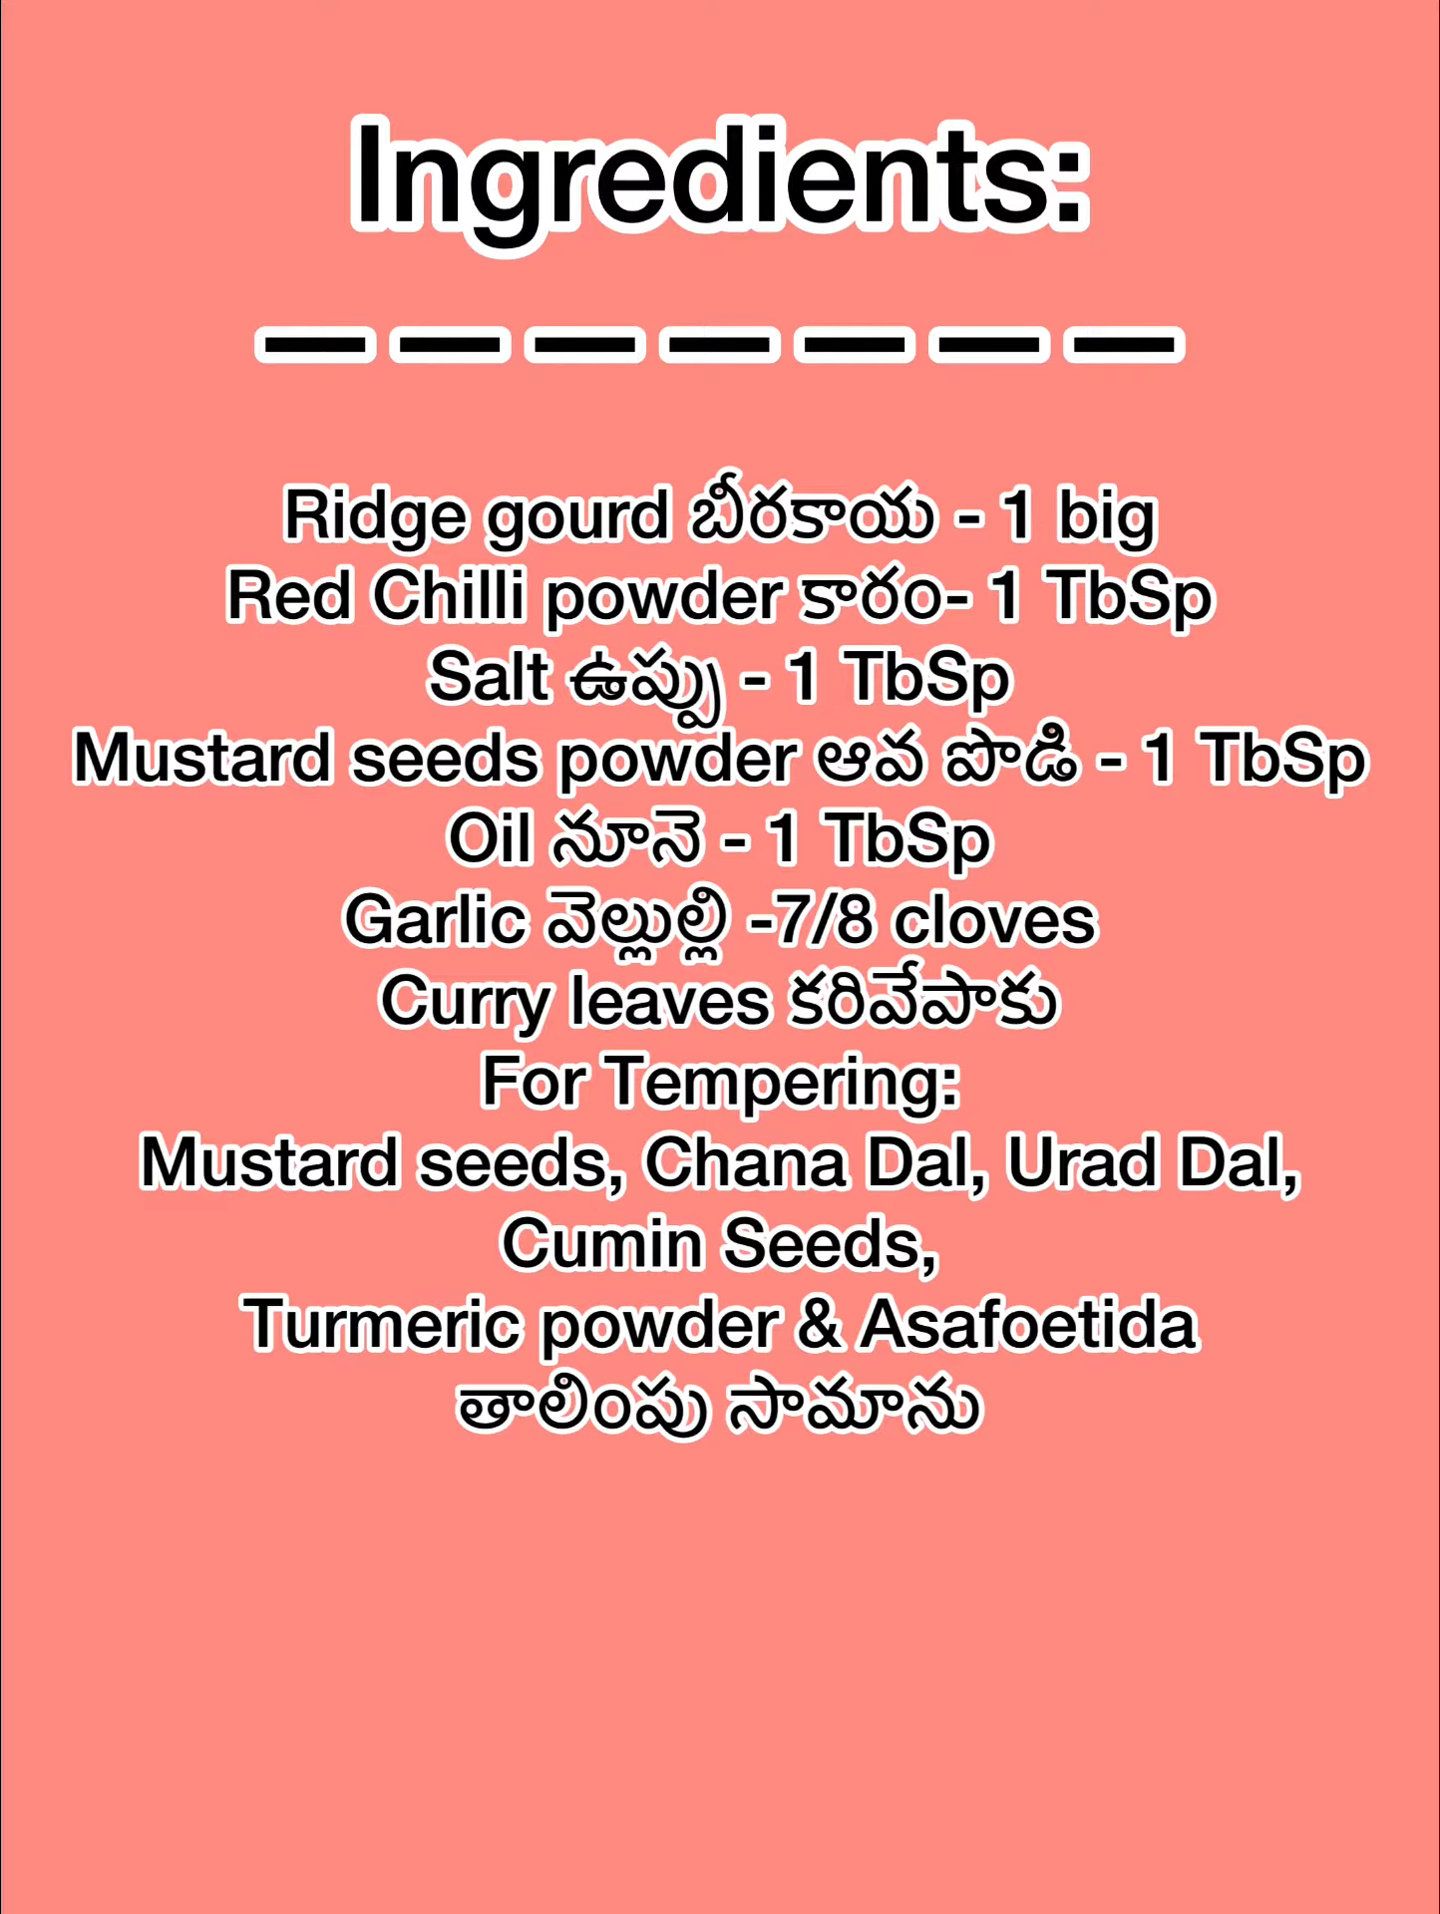 Ingredients:
———————
Ridge gourd బీరకాయ - 1 big
Red Chilli powder కారం- 1 TbSp
Salt ఉప్పు - 1 TbSp
Mustard seeds powder ఆవ పొడి - 1 TbSp
Oil నూనె - 1 TbSp
Garlic వెల్లుల్లి -7/8 cloves
Curry leaves కరివేపాకు
For Tempering:
Mustard seeds, Chana Dal, Urad Dal,
Cumin Seeds,
Turmeric powder & Asafoetida
తాలింపు సామాను